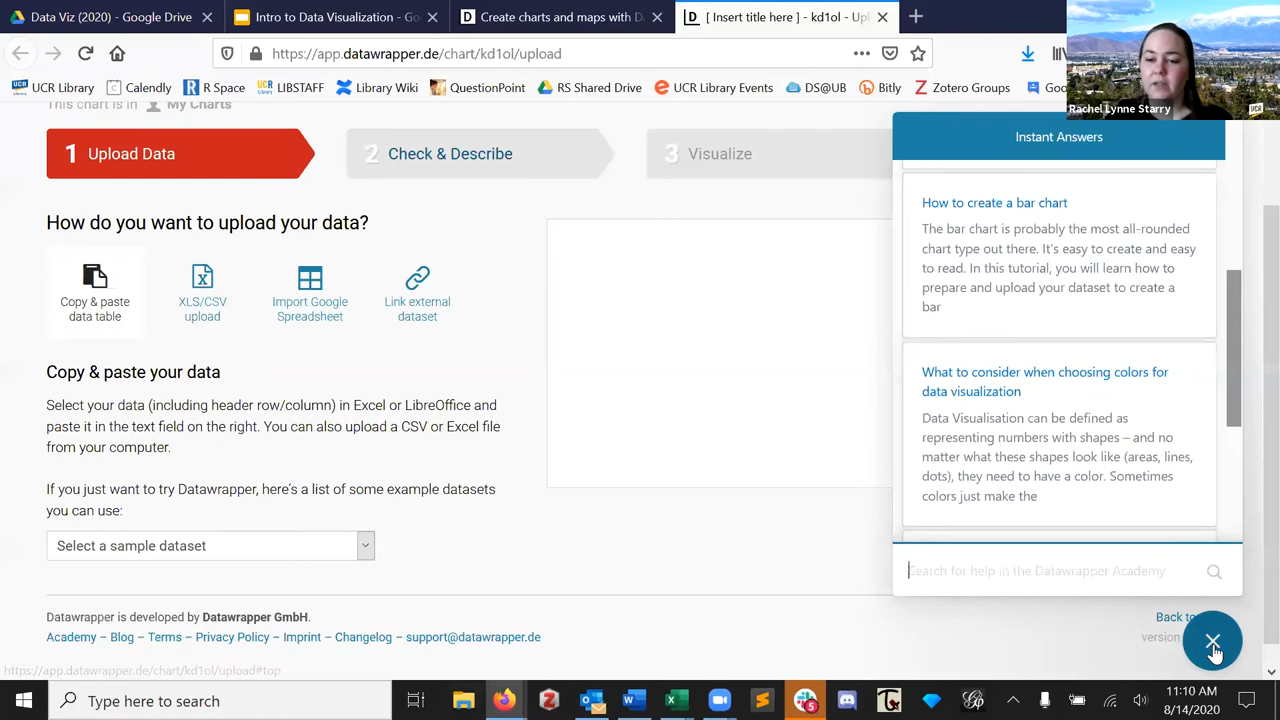 Data Viz (2020) - Google Drive
Intro to Data Visualization - Go
Create charts and maps with D
[ Insert title here ] - kd1ol - Upl
https://app.datawrapper.de/chart/kd1ol/upload
UCR Library
Calendly
R Space
LIBSTAFF
Library Wiki
QuestionPoint
RS Shared Drive
UCR Library Events
DS@UB
Bitly
Zotero Groups
Goo
Rachel Lynne Starry
UCR
This chart is in My Charts
1 Upload Data
2 Check & Describe
3 Visualize
Instant Answers
How do you want to upload your data?
Copy & paste
data table
XLS/CSV
upload
Import Google
Spreadsheet
Link external
dataset
Copy & paste your data
Select your data (including header row/column) in Excel or LibreOffice and
paste it in the text field on the right. You can also upload a CSV or Excel file
from your computer.
If you just want to try Datawrapper, here's a list of some example datasets
you can use:
Select a sample dataset
How to create a bar chart
The bar chart is probably the most all-rounded
chart type out there. It's easy to create and easy
to read. In this tutorial, you will learn how to
prepare and upload your dataset to create a
bar
What to consider when choosing colors for
data visualization
Data Visualisation can be defined as
representing numbers with shapes – and no
matter what these shapes look like (areas, lines,
dots), they need to have a color. Sometimes
colors just make the
Search for help in the Datawrapper Academy
Datawrapper is developed by Datawrapper GmbH.
Academy – Blog – Terms – Privacy Policy – Imprint – Changelog – support@datawrapper.de
Back to
version
https://app.datawrapper.de/chart/kd1ol/upload#top
Type here to search
11:10 AM
8/14/2020